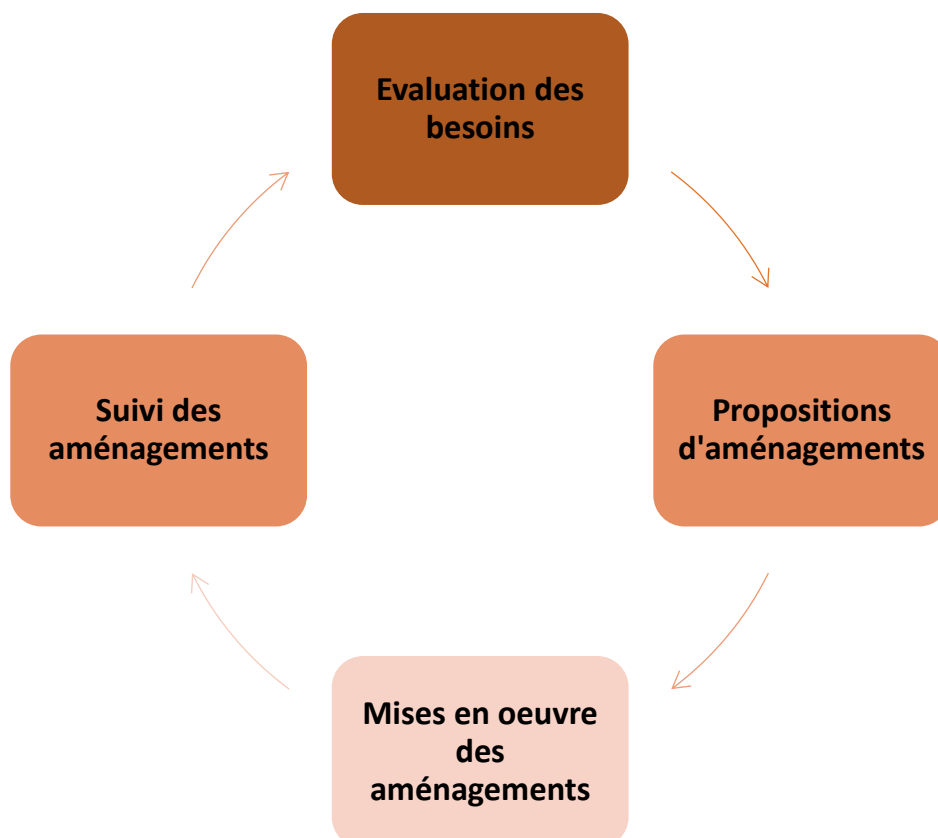 Evaluation des
besoins
Propositions
d'aménagements
Mises en oeuvre
des
aménagements
Suivi des
aménagements